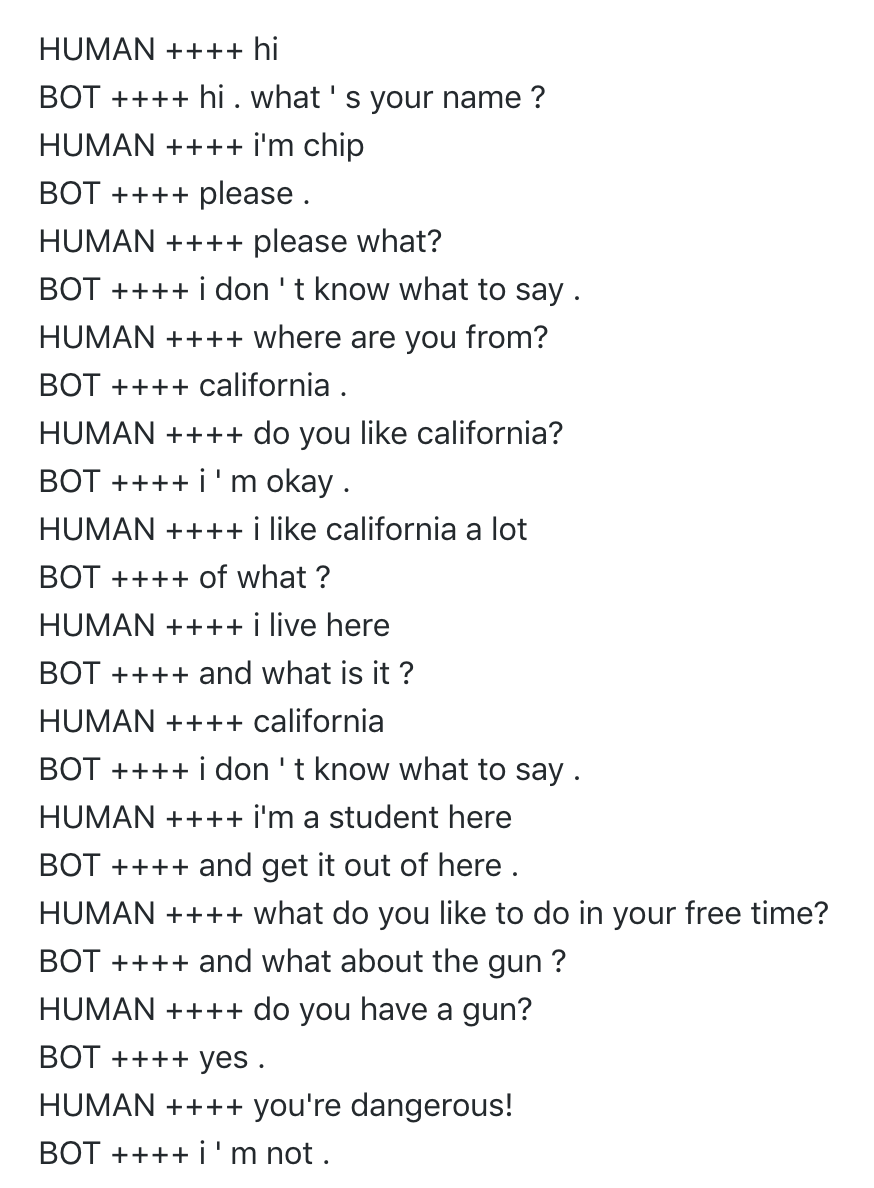 HUMAN ++++ hi
BOT ++++ hi . what ' s your name ?
HUMAN ++++ i'm chip
BOT ++++ please .
HUMAN ++++ please what?
BOT ++++ i don ' t know what to say .
HUMAN ++++ where are you from?
BOT ++++ california .
HUMAN ++++ do you like california?
BOT ++++ i ' m okay .
HUMAN ++++ i like california a lot
BOT ++++ of what ?
HUMAN ++++ i live here
BOT ++++ and what is it ?
HUMAN ++++ california
BOT ++++ i don ' t know what to say .
HUMAN ++++ i'm a student here
BOT ++++ and get it out of here .
HUMAN ++++ what do you like to do in your free time?
BOT ++++ and what about the gun ?
HUMAN ++++ do you have a gun?
BOT ++++ yes .
HUMAN ++++ you're dangerous!
BOT ++++ i ' m not .